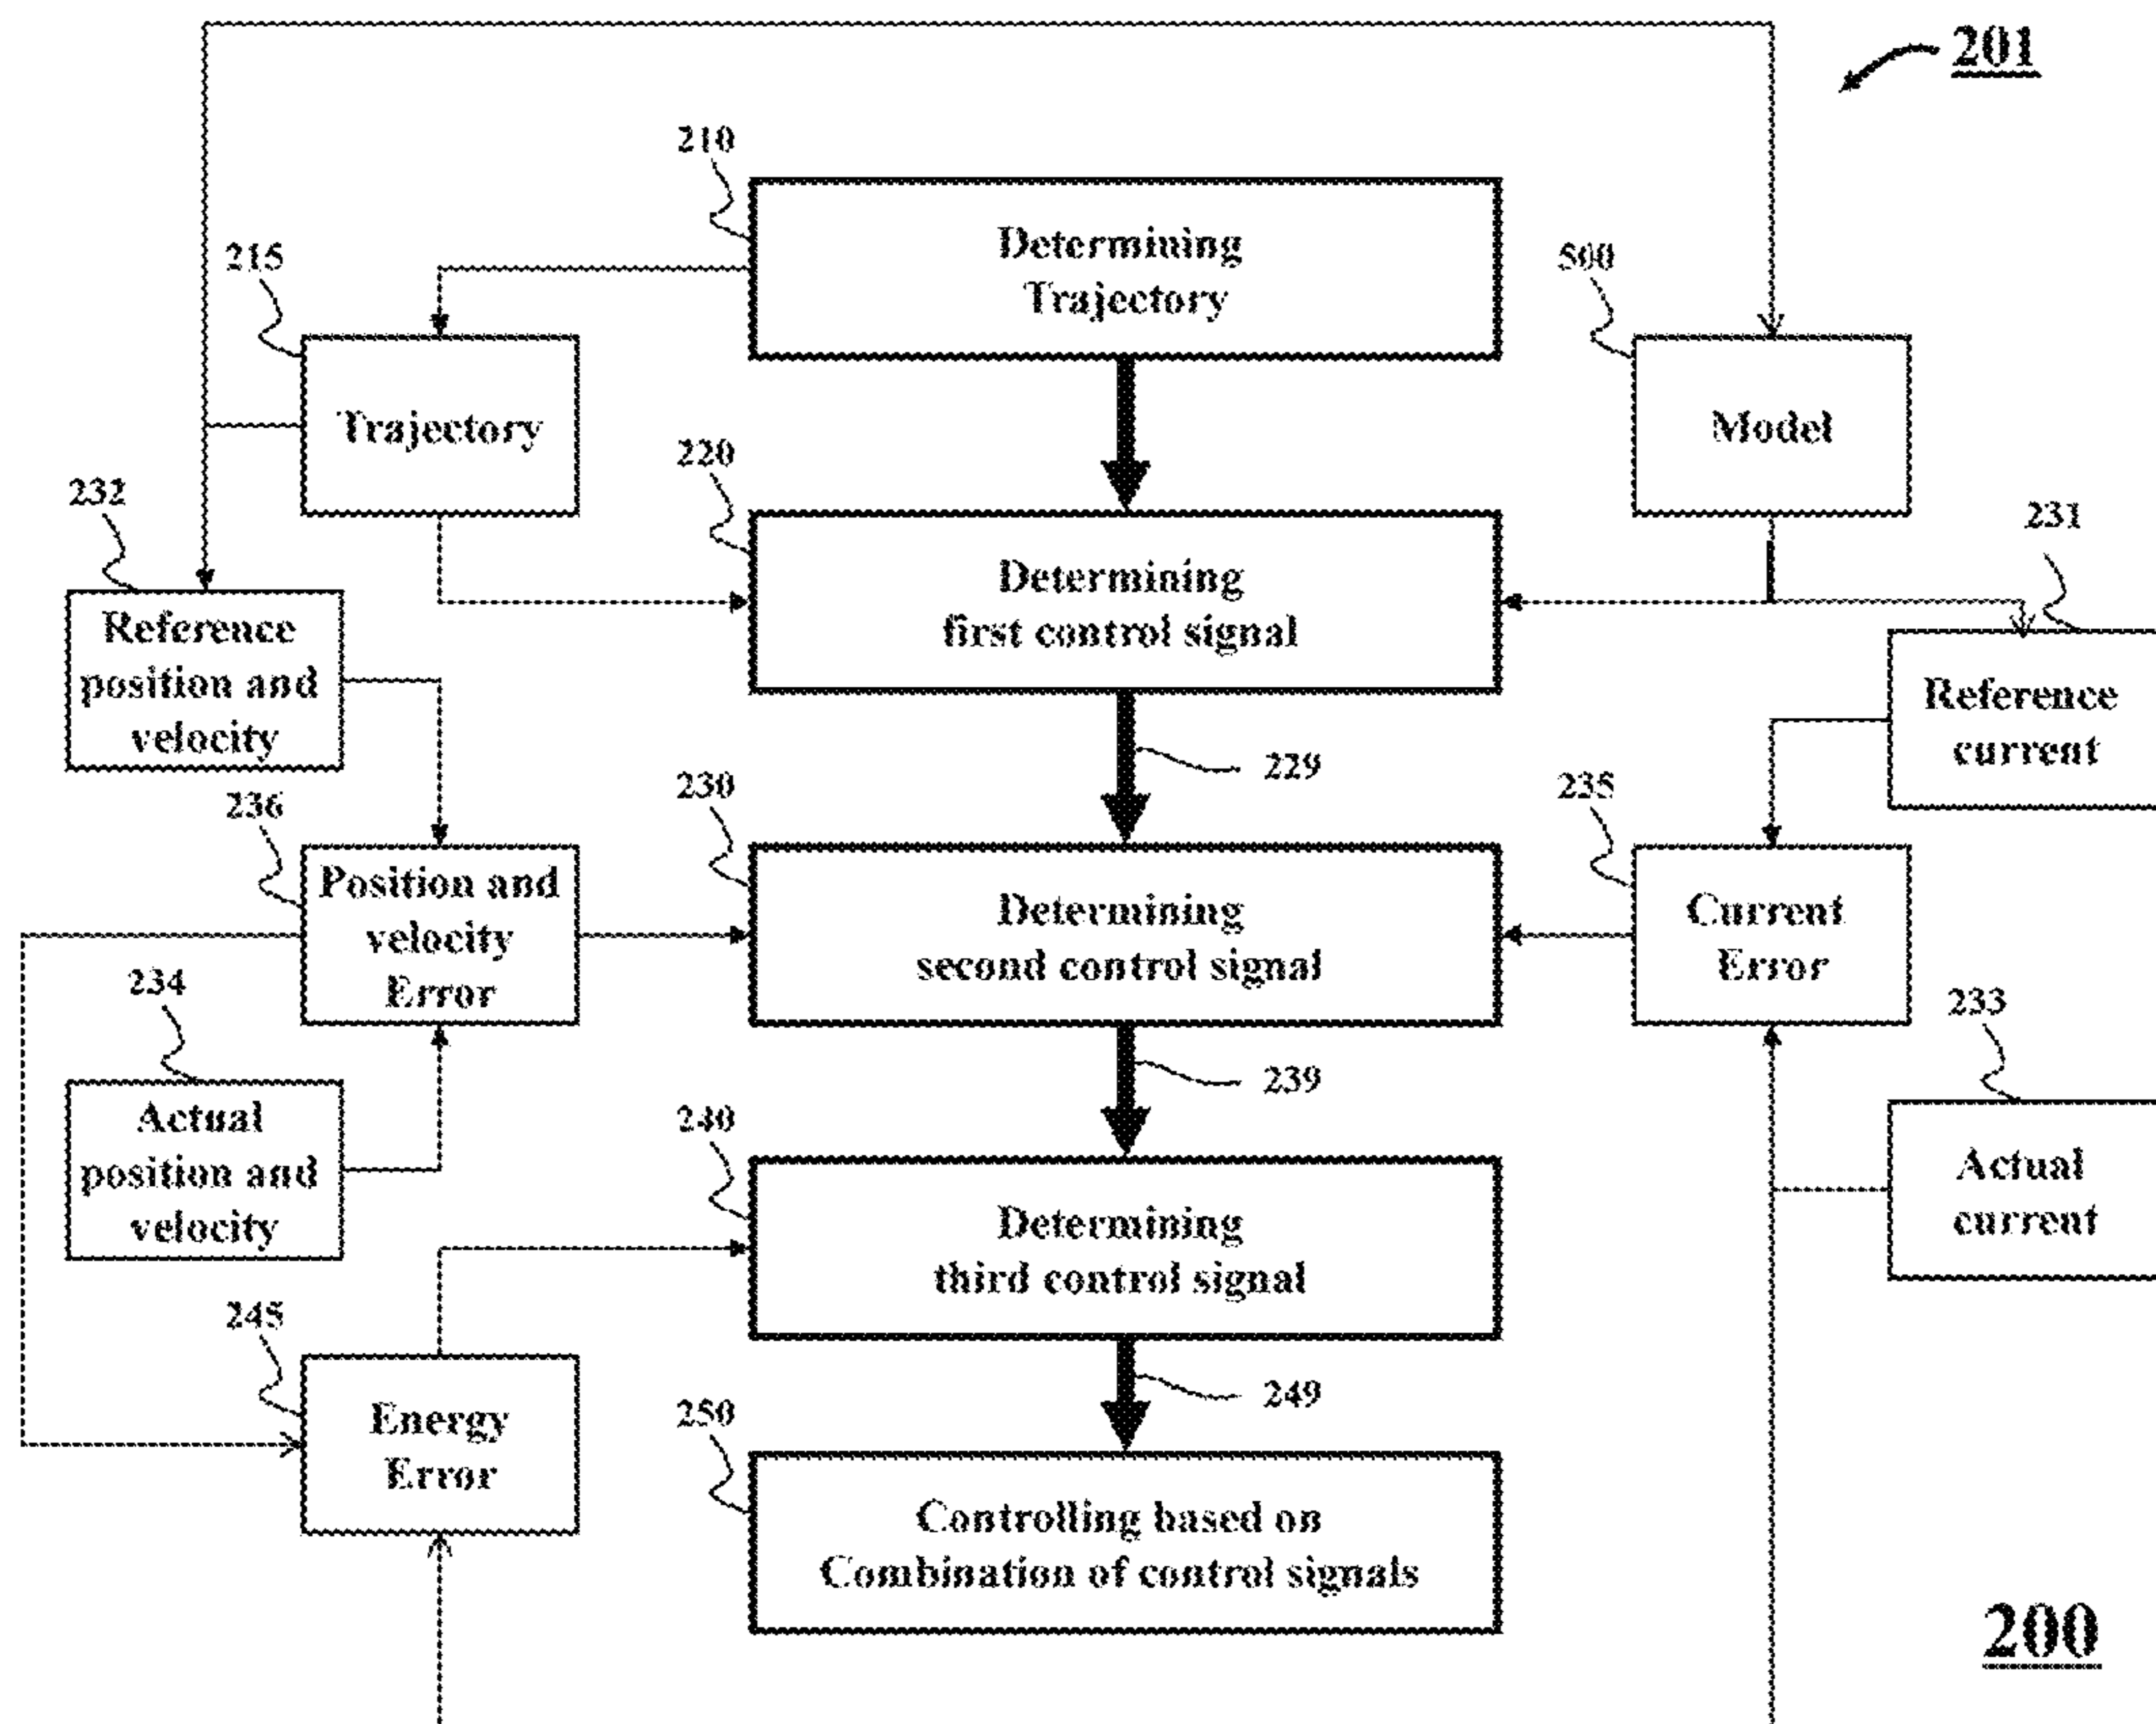 201
210
Determining
Trajectory
215
500
Trajectory
Model
220
232
231
Determining
first control signal
Reference
position and
velocity
Reference
current
229
236
230
235
Position and
velocity
Error
Determining
second control signal
Current
Error
234
233
239
Actual
position and
velocity
240
Actual
current
Determining
third control signal
245
249
Energy
Error
250
Controlling based on
Combination of control signals
200